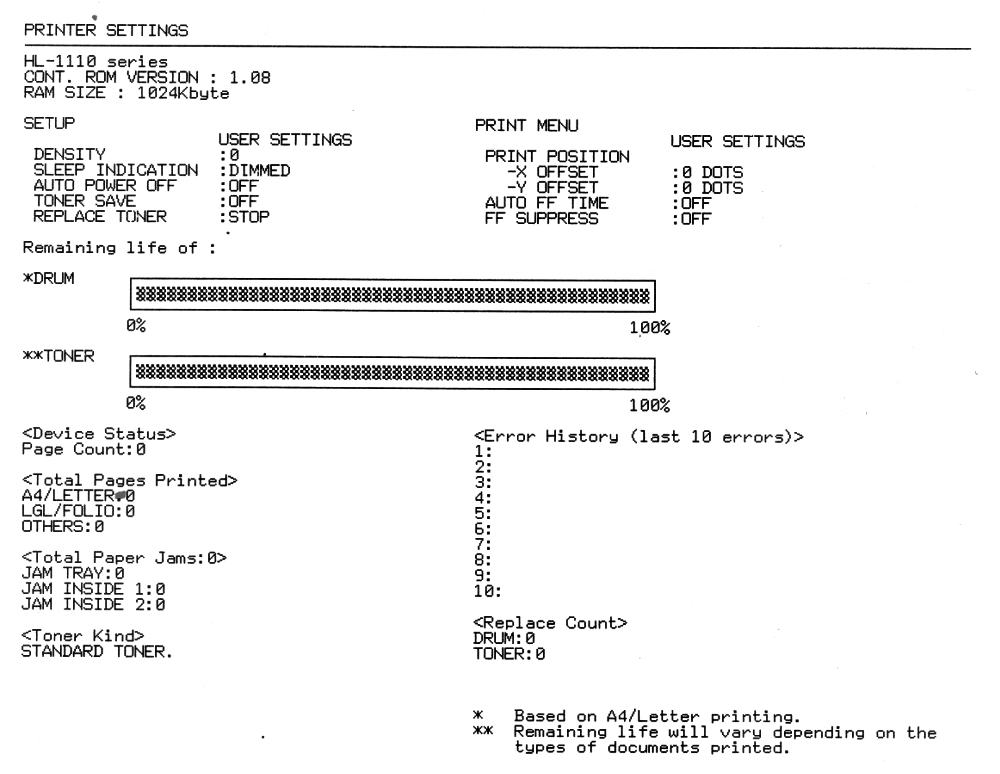 PRINTER SETTINGS
HL-1110 series
CONT. ROM VERSION : 1.08
RAM SIZE : 1024Kbyte
SETUP
USER SETTINGS
DENSITY :0
SLEEP INDICATION :DIMMED
AUTO POWER OFF :OFF
TONER SAVE :OFF
REPLACE TONER :STOP
PRINT MENU
USER SETTINGS
PRINT POSITION
-X OFFSET :0 DOTS
-Y OFFSET :0 DOTS
AUTO FF TIME :OFF
FF SUPPRESS :OFF
Remaining life of :
*DRUM
0% 100%
**TONER
0% 100%
<Device Status>
Page Count:0
<Total Pages Printed>
A4/LETTER:0
LGL/FOLIO:0
OTHERS:0
<Total Paper Jams:0>
JAM TRAY:0
JAM INSIDE 1:0
JAM INSIDE 2:0
<Toner Kind>
STANDARD TONER.
<Error History (last 10 errors)>
1:
2:
3:
4:
5:
6:
7:
8:
9:
10:
<Replace Count>
DRUM:0
TONER:0
* Based on A4/Letter printing.
** Remaining life will vary depending on the
types of documents printed.